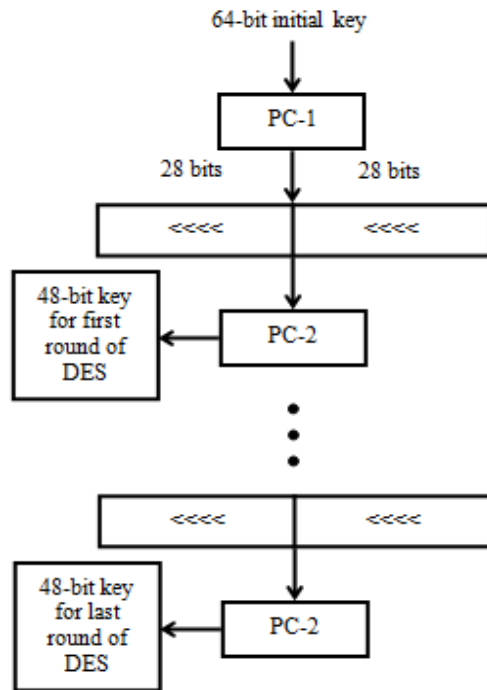 64-bit initial key
PC-1
28 bits 28 bits
<<<< <<<<
48-bit key
for first
round of
DES
PC-2
<<<< <<<<
48-bit key
for last
round of
DES
PC-2